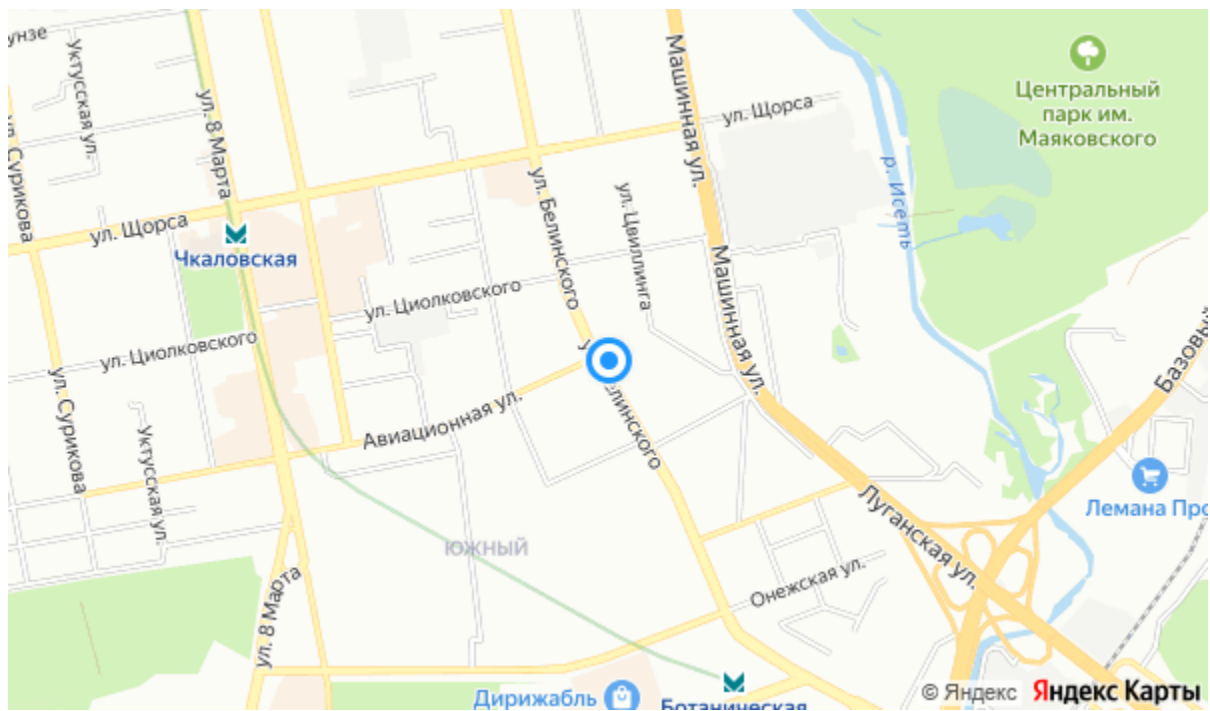 унзе
Уктусская ул.
ул. 8 Марта
Машинная ул.
ул. Щорса
Центральный
парк им.
Маяковского
ул. Сурикова
ул. Щорса
Чкаловская
ул. Белинского
ул. Цвиллинга
р. Исеть
Машинная ул.
ул. Циолковского
ул. Циолковского
Базовый
ул. Сурикова
Уктусская ул.
Авиационная ул.
елинского
Лемана Про
Луганская ул.
южный
Онежская ул.
ул. 8 Марта
Дирижабль
Ботаническая
© Яндекс Яндекс Карты